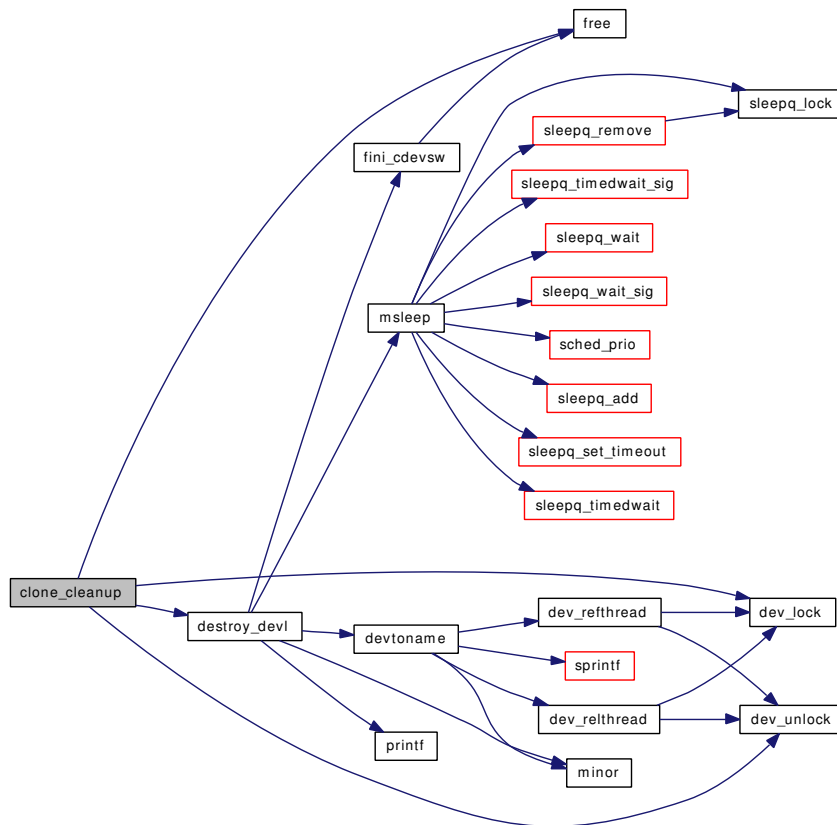 free
sleepq_lock
sleepq_remove
fini_cdevsw
sleepq_timedwait_sig
sleepq_wait
sleepq_wait_sig
msleep
sched_prio
sleepq_add
sleepq_set_timeout
sleepq_timedwait
clone_cleanup
destroy_devl
dev_refthread
dev_lock
devtoname
sprintf
dev_relthread
dev_unlock
printf
minor